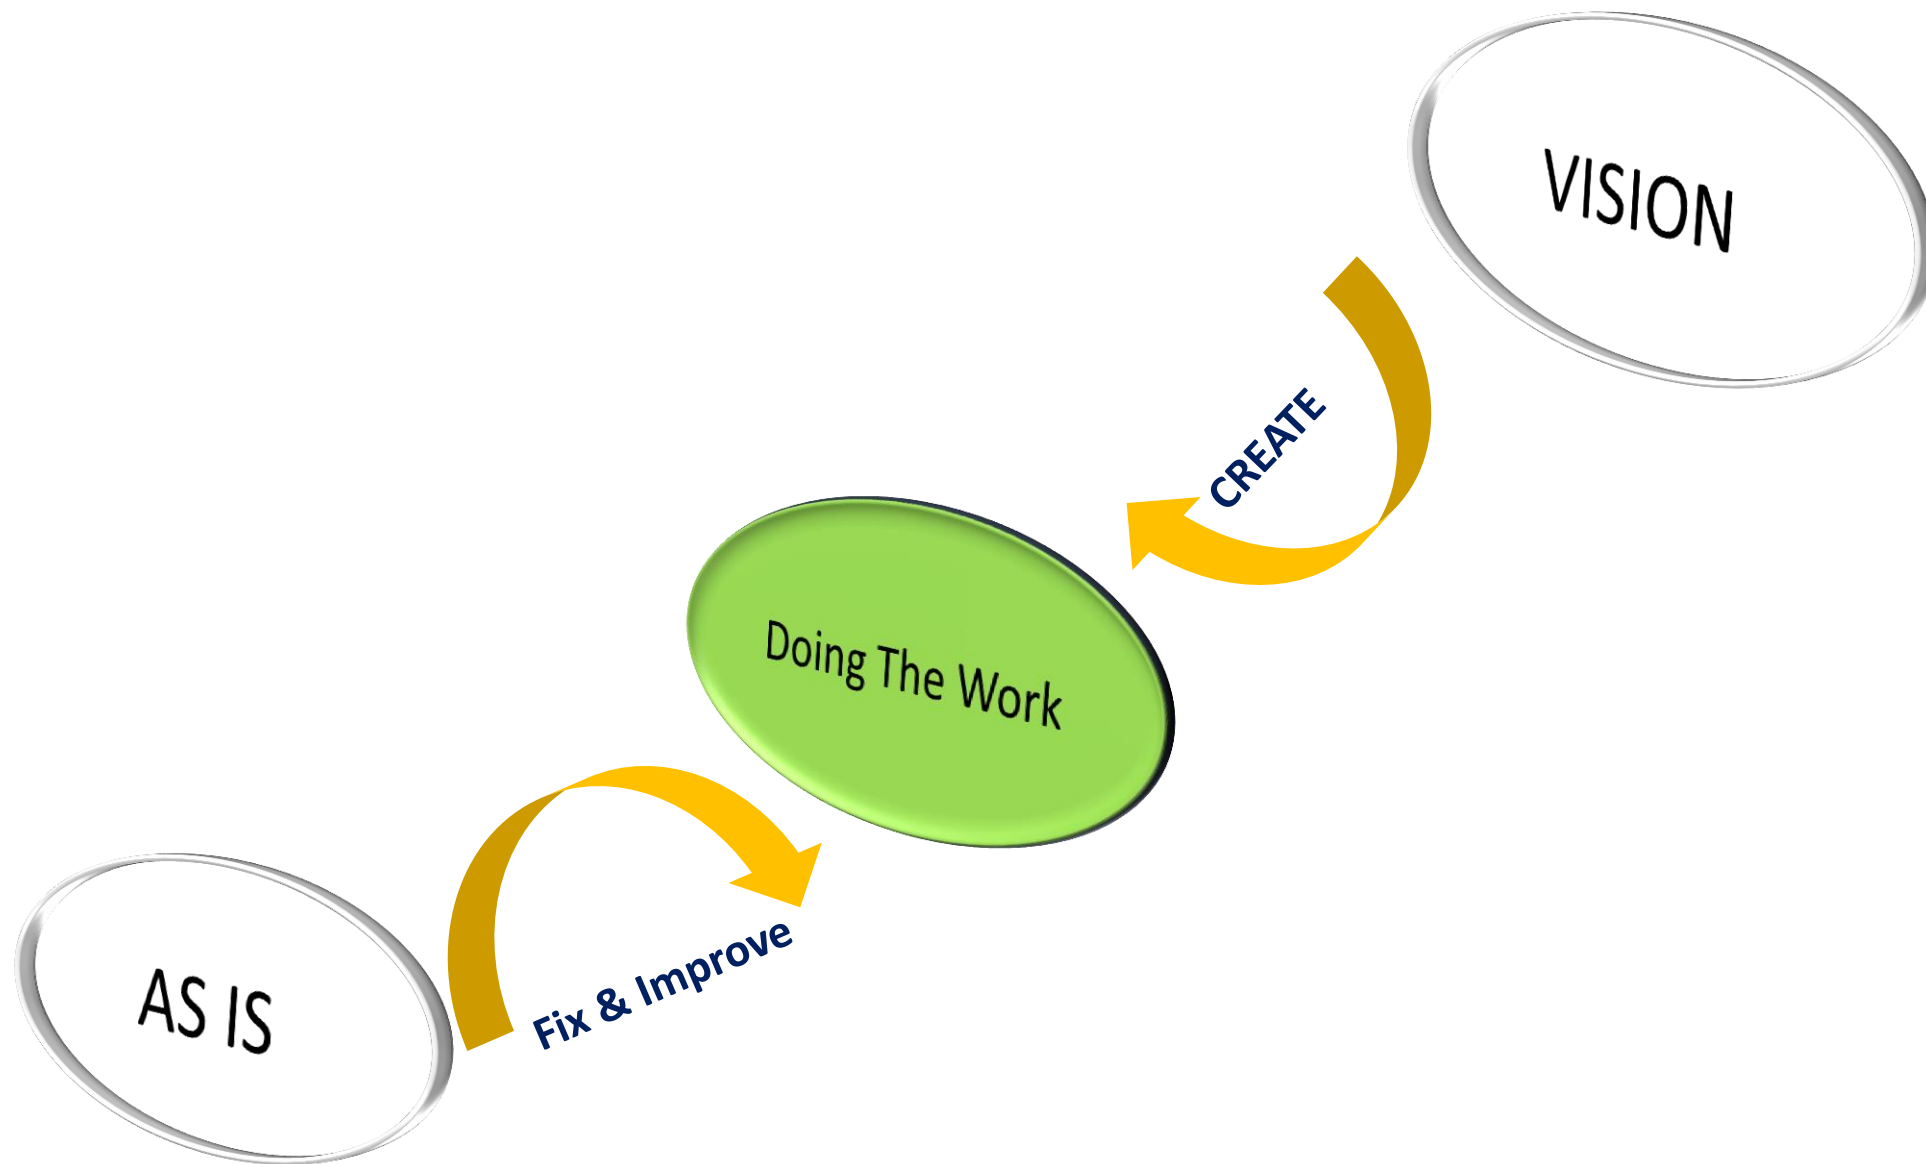 VISION
CREATE
Doing The Work
Fix & Improve
AS IS